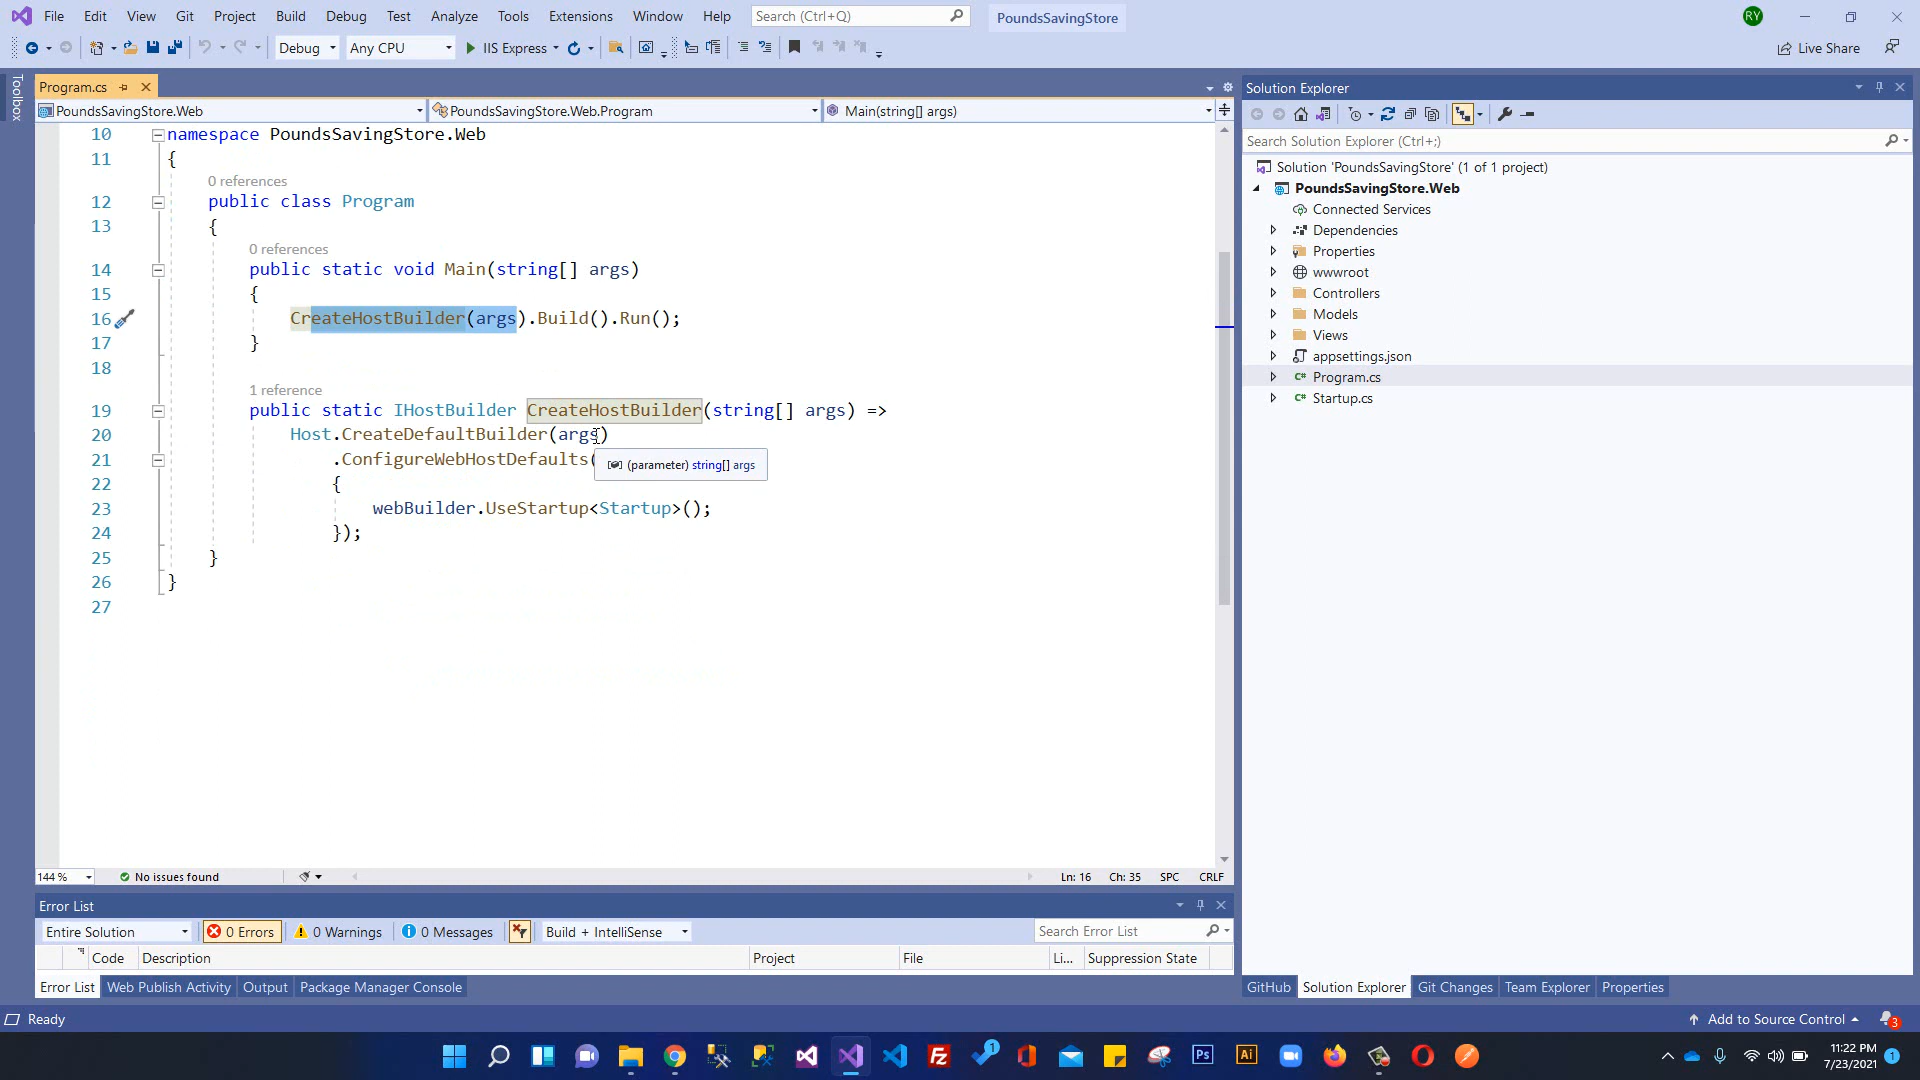 File Edit View Git Project Build Debug Test Analyze Tools Extensions Window Help Search (Ctrl+Q) PoundsSavingStore RY
Debug Any CPU IIS Express Live Share
Toolbox
Program.cs
PoundsSavingStore.Web PoundsSavingStore.Web.Program Main(string[] args)
10 namespace PoundsSavingStore.Web
11 {
0 references
12 public class Program
13 {
0 references
14 public static void Main(string[] args)
15 {
16 CreateHostBuilder(args).Build().Run();
17 }
18
1 reference
19 public static IHostBuilder CreateHostBuilder(string[] args) =>
20 Host.CreateDefaultBuilder(args)
21 .ConfigureWebHostDefaults(
(parameter) string[] args
22 {
23 webBuilder.UseStartup<Startup>();
24 });
25 }
26 }
27
144 % No issues found Ln: 16 Ch: 35 SPC CRLF
Error List
Entire Solution 0 Errors 0 Warnings 0 Messages Build + IntelliSense Search Error List
Code Description Project File Li... Suppression State
Error List Web Publish Activity Output Package Manager Console
Solution Explorer
Search Solution Explorer (Ctrl+;)
Solution 'PoundsSavingStore' (1 of 1 project)
PoundsSavingStore.Web
Connected Services
Dependencies
Properties
wwwroot
Controllers
Models
Views
appsettings.json
C# Program.cs
C# Startup.cs
GitHub Solution Explorer Git Changes Team Explorer Properties
Ready Add to Source Control 3
1 Ps Ai
11:22 PM
7/23/2021 1